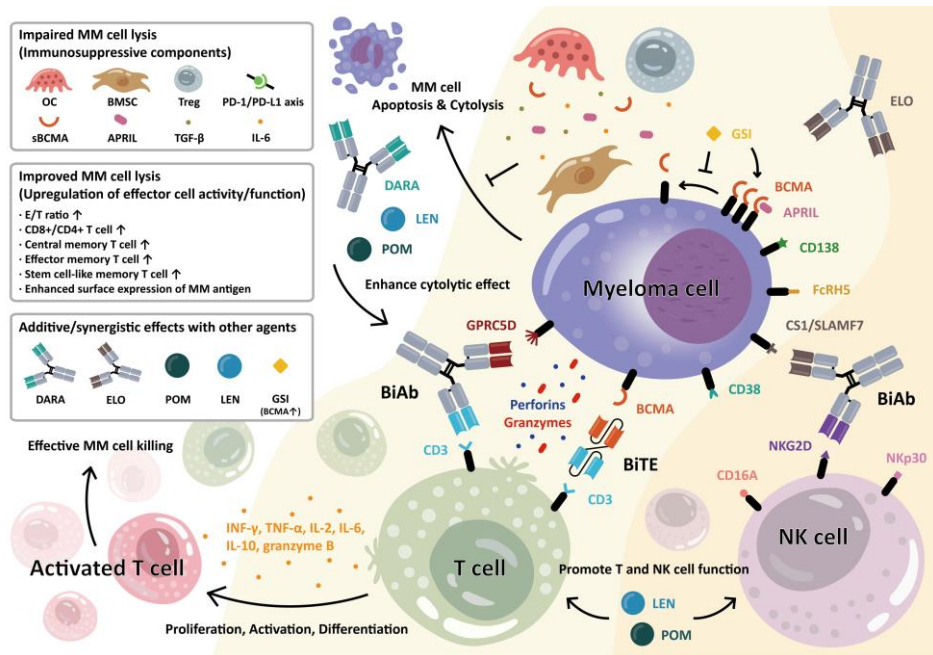 Impaired MM cell lysis
(Immunosuppressive components)
OC
BMSC
Treg
PD-1/PD-L1 axis
sBCMA
APRIL
TGF-β
IL-6
Improved MM cell lysis
(Upregulation of effector cell activity/function)
· E/T ratio ↑
· CD8+/CD4+ T cell ↑
· Central memory T cell ↑
· Effector memory T cell ↑
· Stem cell-like memory T cell ↑
· Enhanced surface expression of MM antigen
Additive/synergistic effects with other agents
DARA
ELO
POM
LEN
GSI
(BCMA↑)
MM cell
Apoptosis & Cytolysis
DARA
LEN
POM
Enhance cytolytic effect
GSI
ELO
BCMA
APRIL
CD138
FcRH5
CS1/SLAMF7
Myeloma cell
GPRC5D
BiAb
CD3
Perforins
Granzymes
BCMA
BiTE
CD3
CD38
BiAb
NKG2D
CD16A
NKp30
NK cell
Effective MM cell killing
INF-γ, TNF-α, IL-2, IL-6,
IL-10, granzyme B
Activated T cell
T cell
Promote T and NK cell function
LEN
POM
Proliferation, Activation, Differentiation